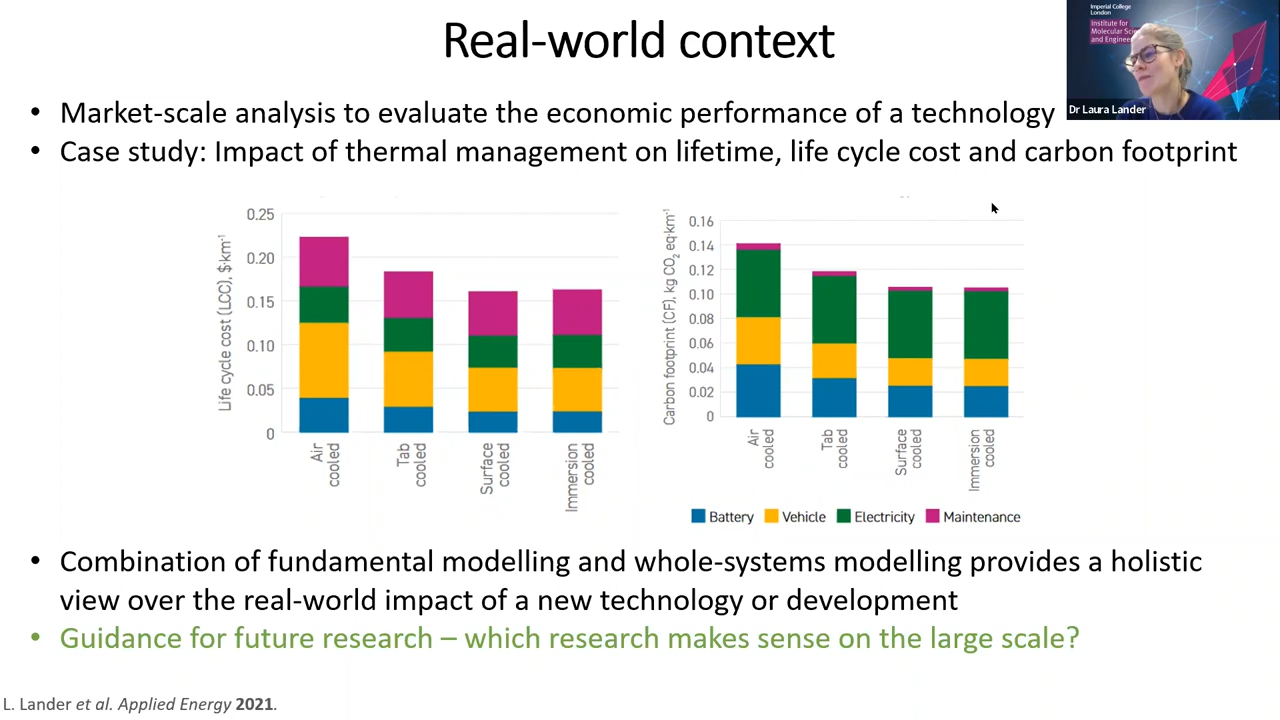 Real-world context
Imperial College
London
Institute for
Molecular
and
Dr Laura Lander
• Market-scale analysis to evaluate the economic performance of a technology
• Case study: Impact of thermal management on lifetime, life cycle cost and carbon footprint
Life cycle cost (LCC), $·km⁻¹
0.25
0.20
0.15
0.10
0.05
0
Air cooled
Tab cooled
Surface cooled
Immersion cooled
Carbon footprint (CF), kg CO₂ eq·km⁻¹
0.16
0.14
0.12
0.10
0.08
0.06
0.04
0.02
0
Air cooled
Tab cooled
Surface cooled
Immersion cooled
Battery Vehicle Electricity Maintenance
• Combination of fundamental modelling and whole-systems modelling provides a holistic
view over the real-world impact of a new technology or development
• Guidance for future research – which research makes sense on the large scale?
L. Lander et al. Applied Energy 2021.